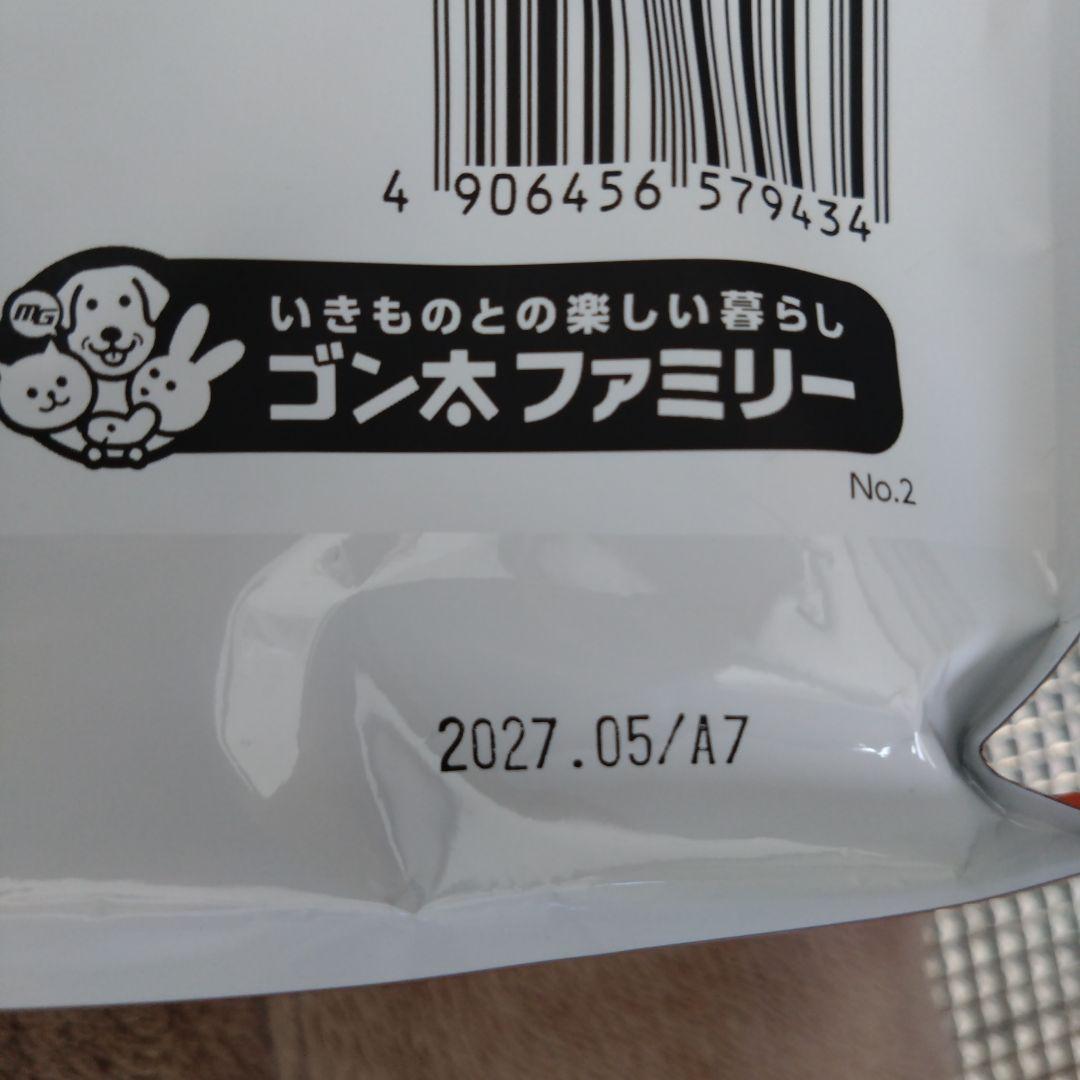 4 906456 579434
MG
いきものとの楽しい暮らし
ゴン太ファミリー
No.2
2027.05/A7